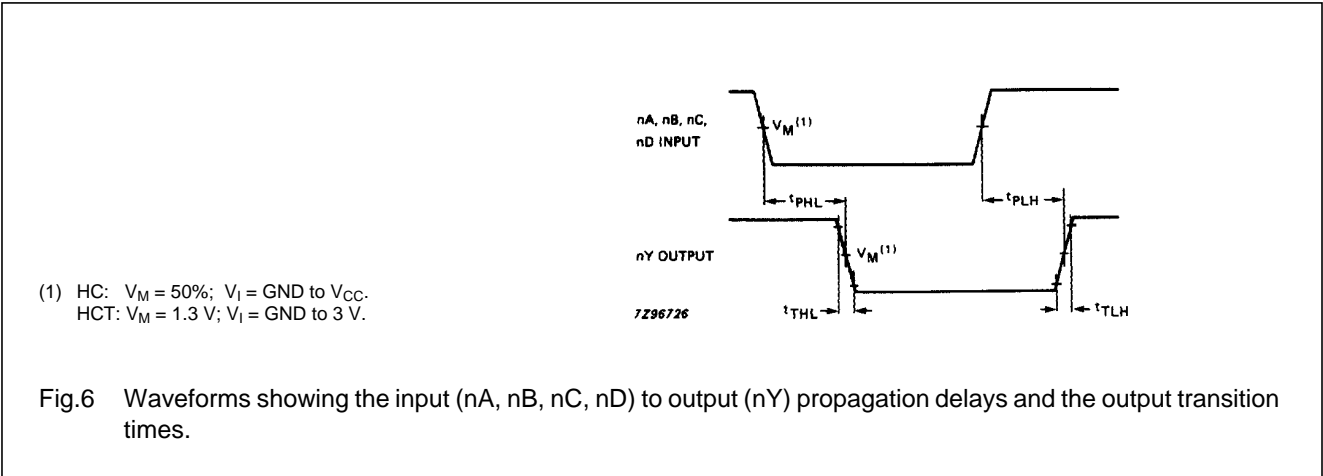 nA, nB, nC,
nD INPUT
VM(1)
tPHL
tPLH
nY OUTPUT
VM(1)
7Z96726
tTHL
tTLH
(1) HC: VM = 50%; VI = GND to VCC.
HCT: VM = 1.3 V; VI = GND to 3 V.
Fig.6 Waveforms showing the input (nA, nB, nC, nD) to output (nY) propagation delays and the output transition
times.